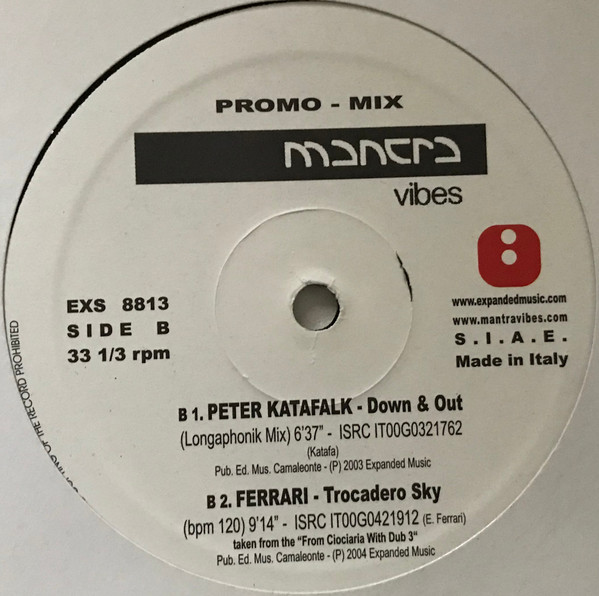 PROMO - MIX
mantra
vibes
EXS 8813
SIDE B
33 1/3 rpm
www.expandedmusic.com
www.mantravibes.com
S.I.A.E.
Made in Italy
B 1. PETER KATAFALK - Down & Out
(Longaphonik Mix) 6'37" - ISRC IT00G0321762
(Katafa)
Pub. Ed. Mus. Camaleonte - (P) 2003 Expanded Music
B 2. FERRARI - Trocadero Sky
(bpm 120) 9'14" - ISRC IT00G0421912 (E. Ferrari)
taken from the "From Ciociaria With Dub 3"
Pub. Ed. Mus. Camaleonte - (P) 2004 Expanded Music
OF THE RECORD PROHIBITED